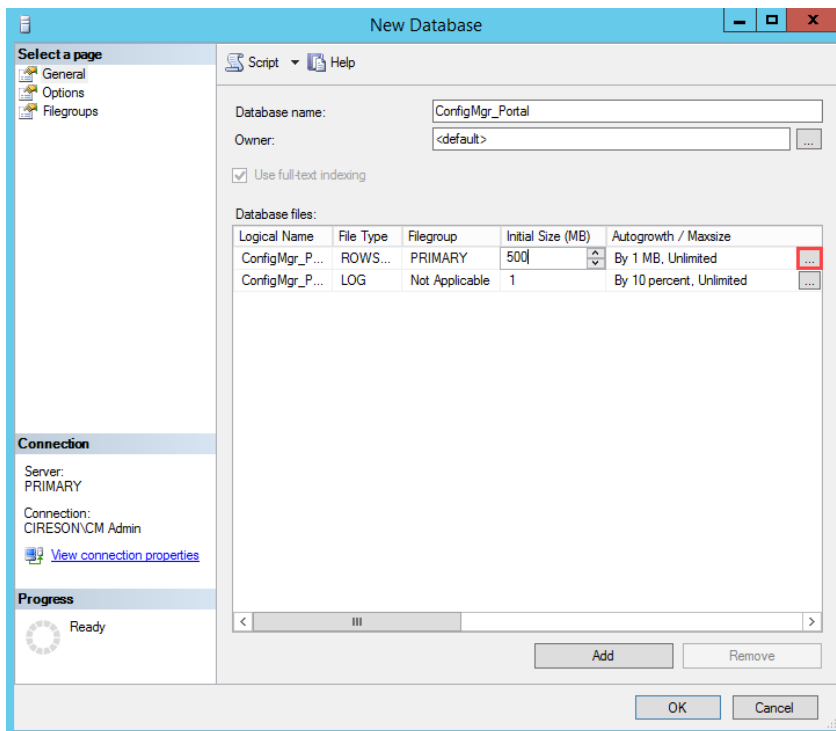 New Database
Select a page
General
Options
Filegroups
Script Help
Database name: ConfigMgr_Portal
Owner: <default> ...
Use full-text indexing
Database files:
Logical Name File Type Filegroup Initial Size (MB) Autogrowth / Maxsize
ConfigMgr_P... ROWS... PRIMARY 500 By 1 MB, Unlimited ...
ConfigMgr_P... LOG Not Applicable 1 By 10 percent, Unlimited ...
Connection
Server:
PRIMARY
Connection:
CIRESON\CM Admin
View connection properties
Progress
Ready
Add Remove
OK Cancel